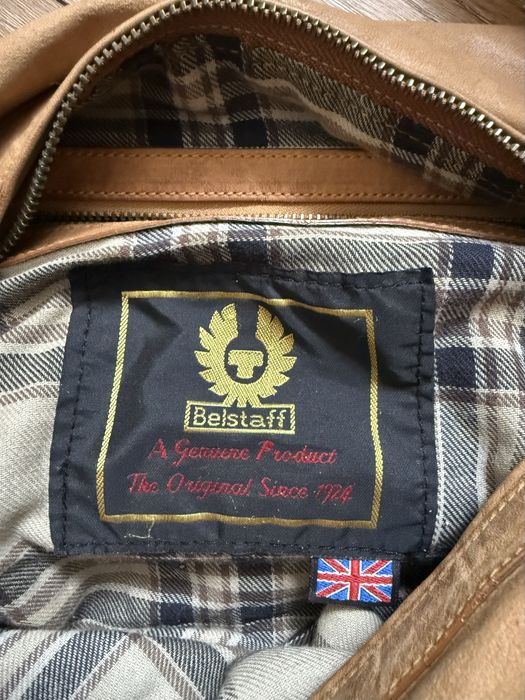 Belstaff
A Genuine Product
The Original Since 1924